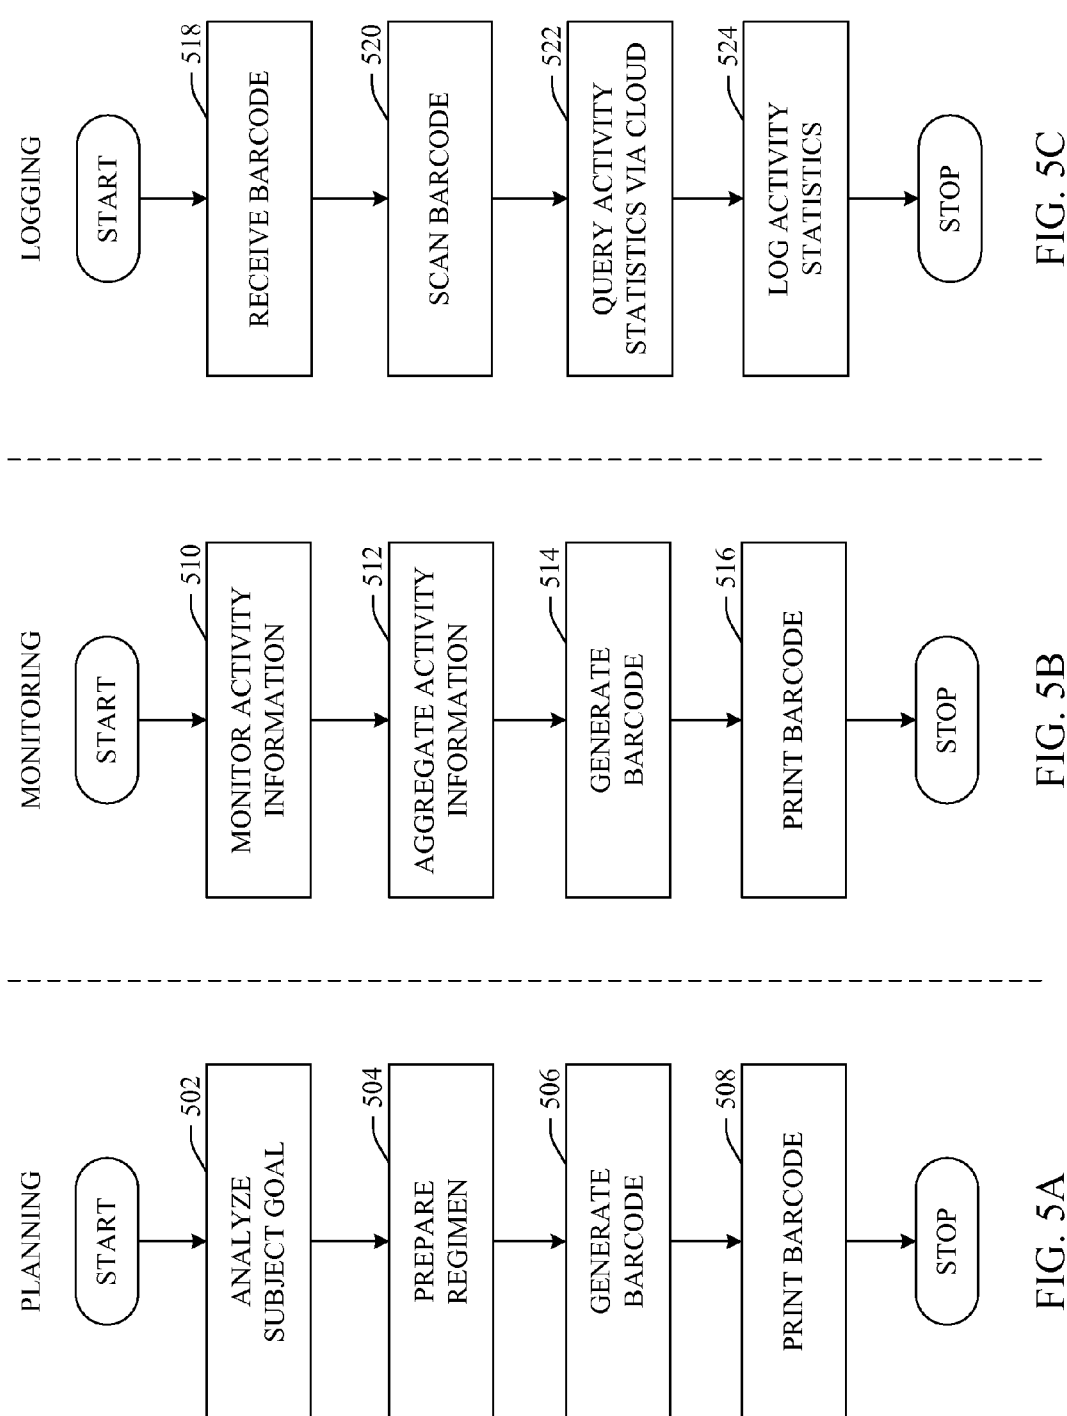 PLANNING
START
502
ANALYZE
SUBJECT GOAL
504
PREPARE
REGIMEN
506
GENERATE
BARCODE
508
PRINT BARCODE
STOP
FIG. 5A
MONITORING
START
510
MONITOR ACTIVITY
INFORMATION
512
AGGREGATE ACTIVITY
INFORMATION
514
GENERATE
BARCODE
516
PRINT BARCODE
STOP
FIG. 5B
LOGGING
START
518
RECEIVE BARCODE
520
SCAN BARCODE
522
QUERY ACTIVITY
STATISTICS VIA CLOUD
524
LOG ACTIVITY
STATISTICS
STOP
FIG. 5C